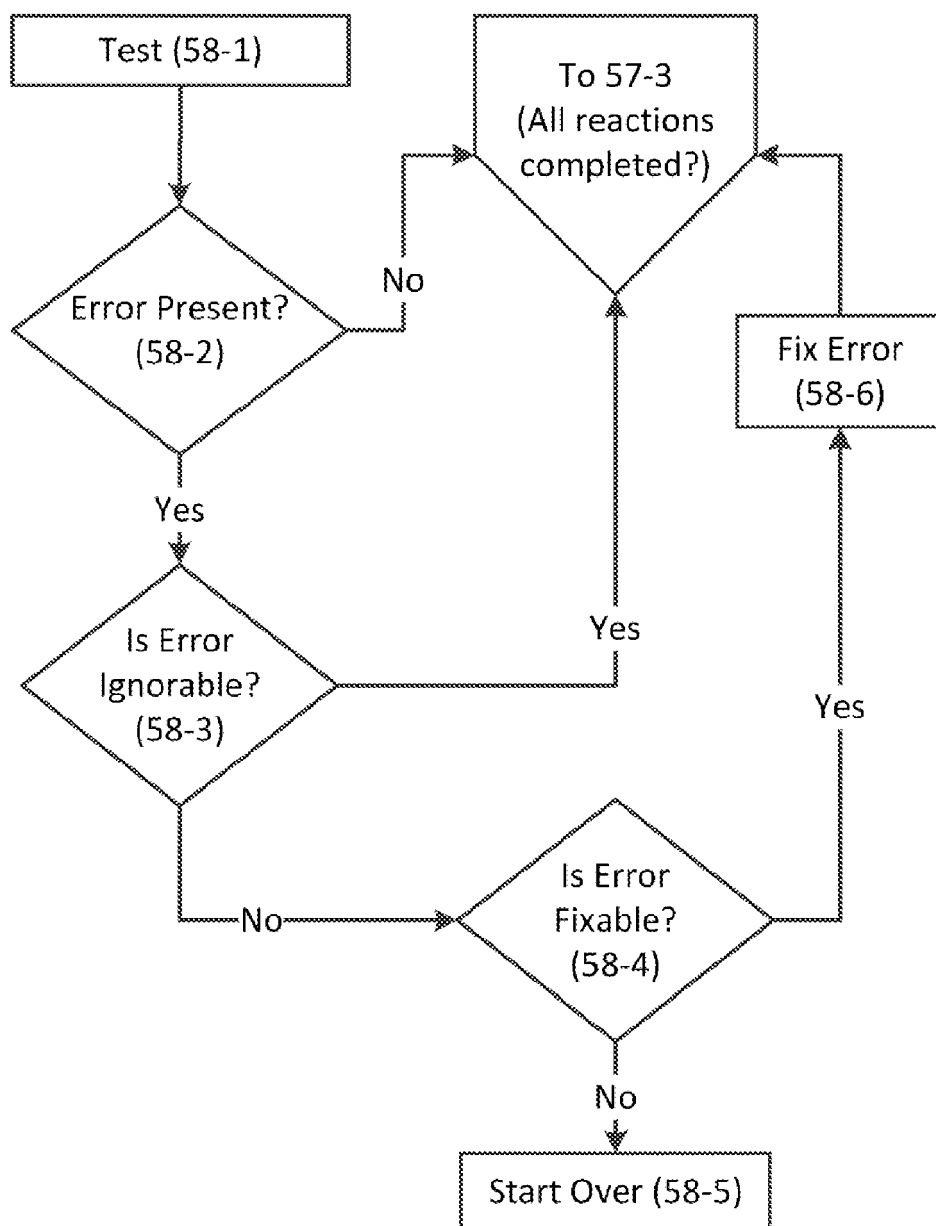 Test (58-1)
To 57-3
(All reactions
completed?)
Error Present?
(58-2)
No
Fix Error
(58-6)
Yes
Is Error
Ignorable?
(58-3)
Yes
Yes
No
Is Error
Fixable?
(58-4)
No
Start Over (58-5)